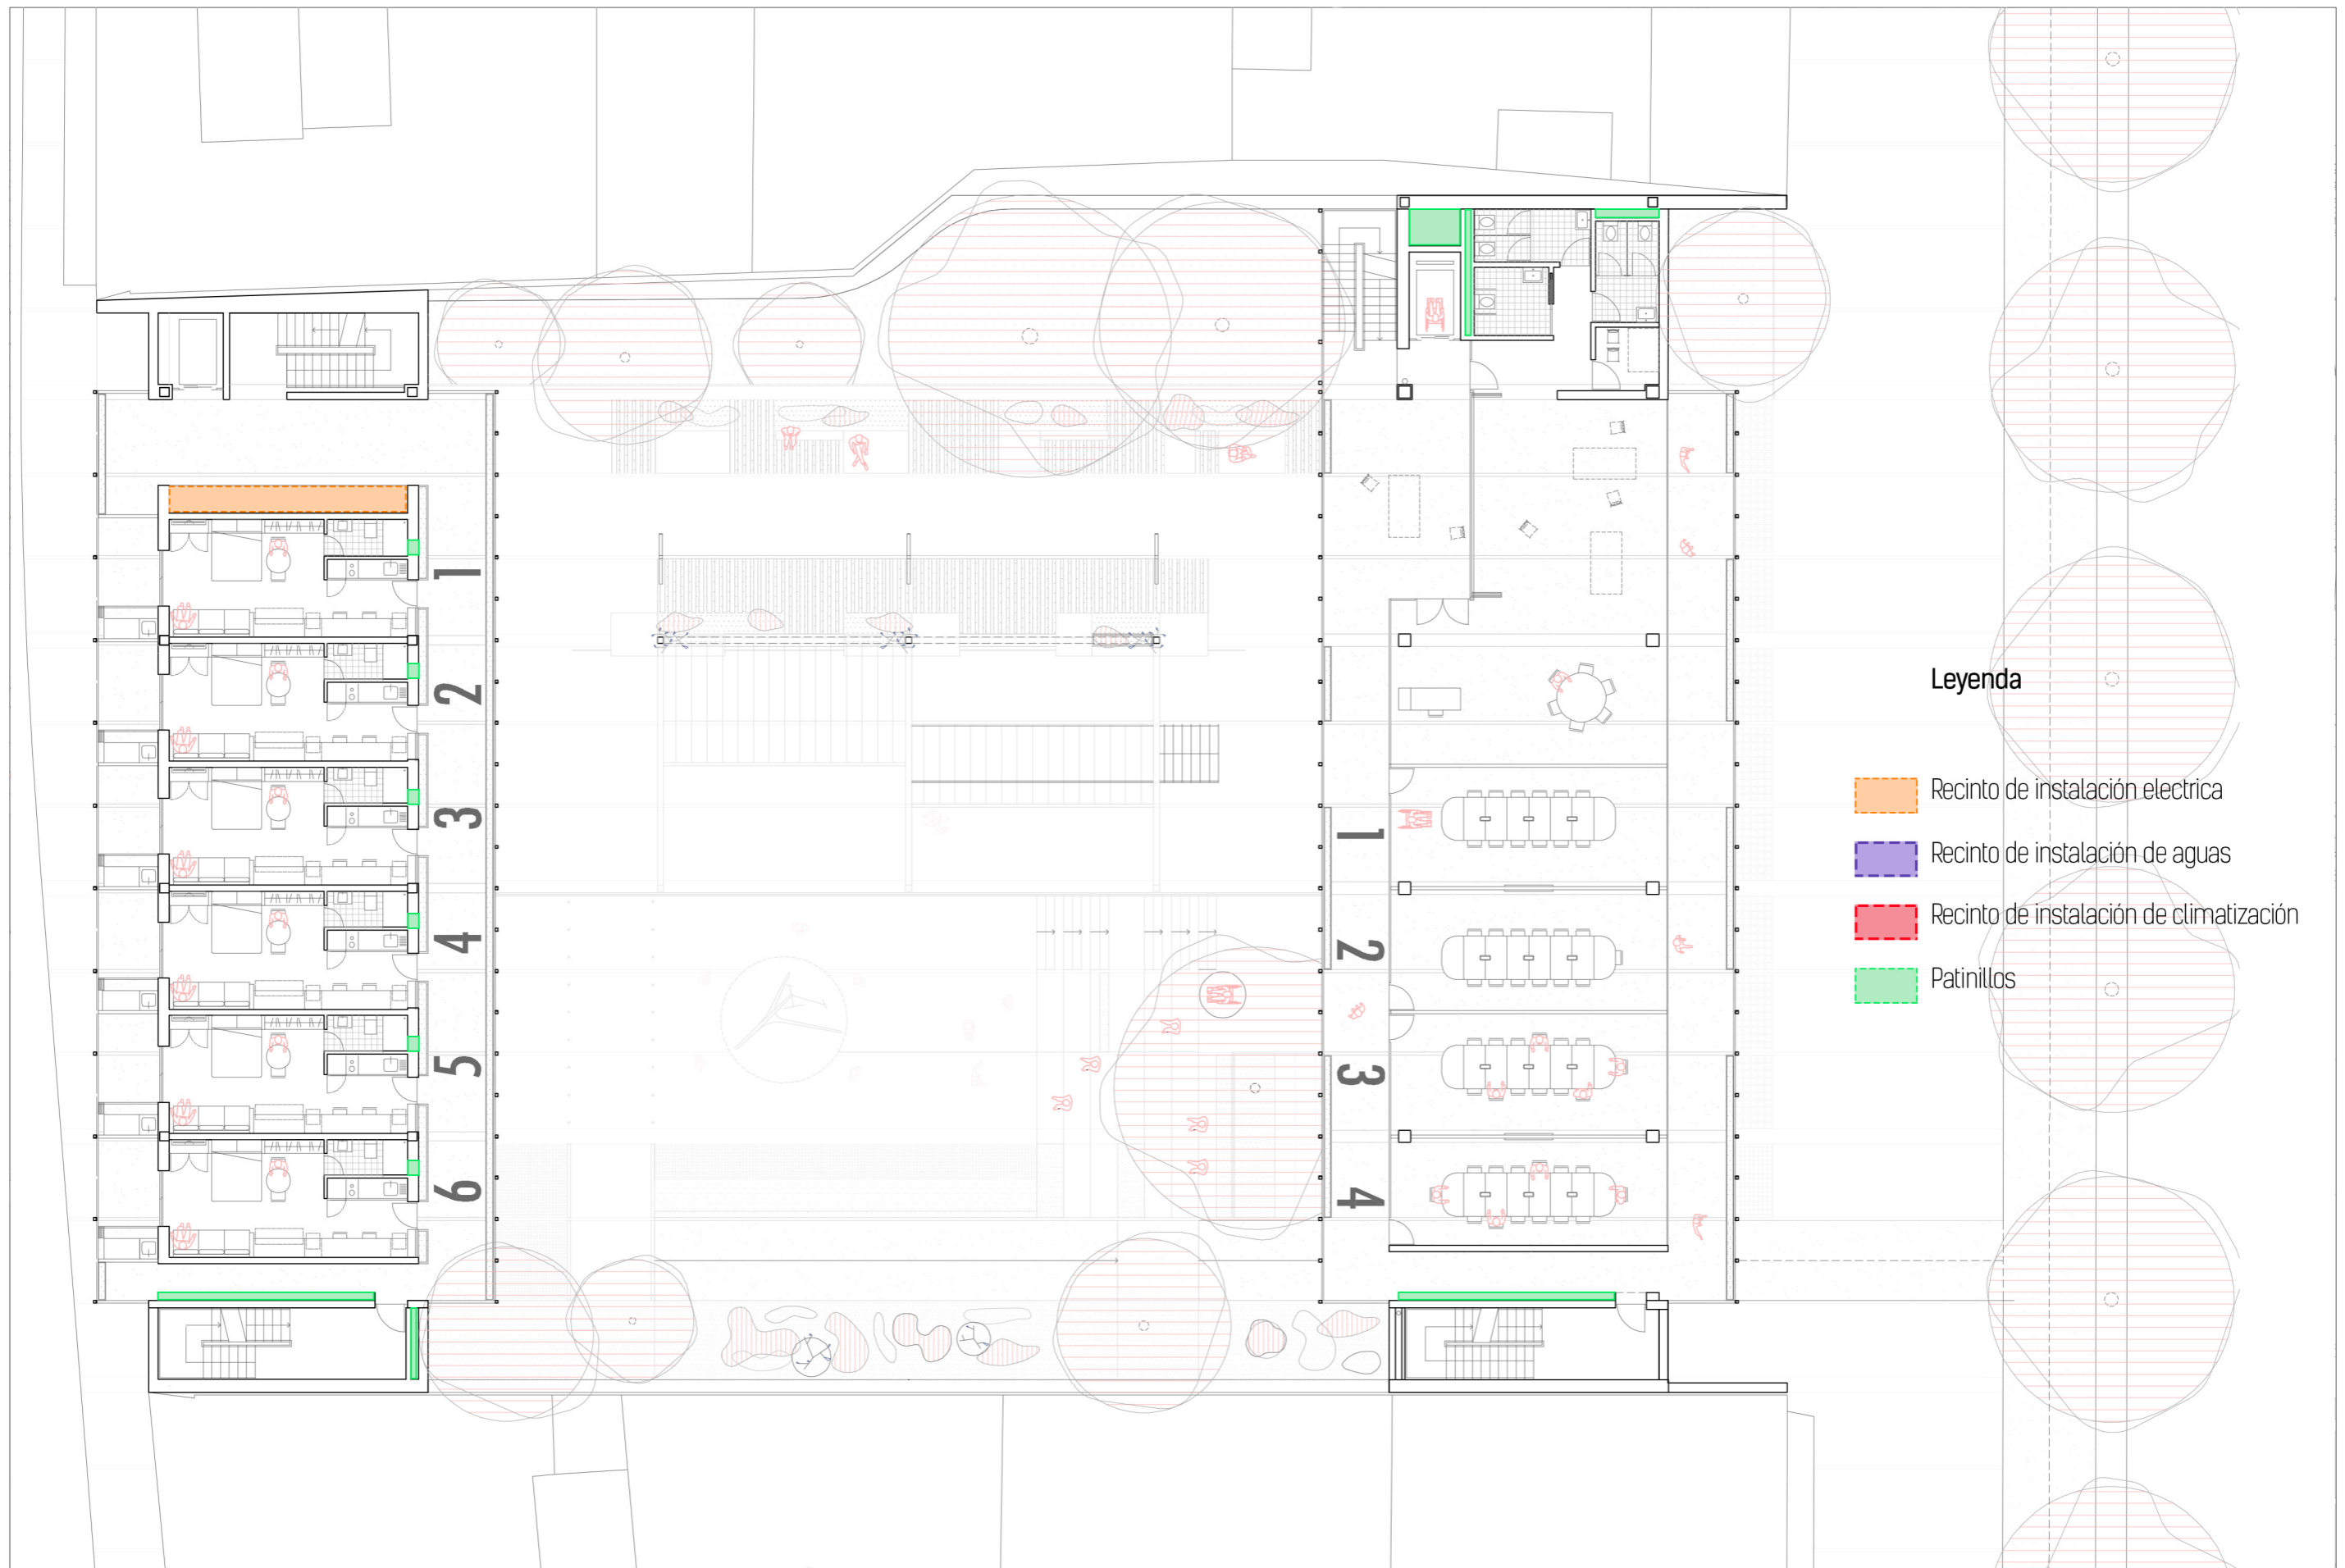 1
2
3
4
5
6
1
2
3
4
Leyenda
Recinto de instalación electrica
Recinto de instalación de aguas
Recinto de instalación de climatización
Patinillos